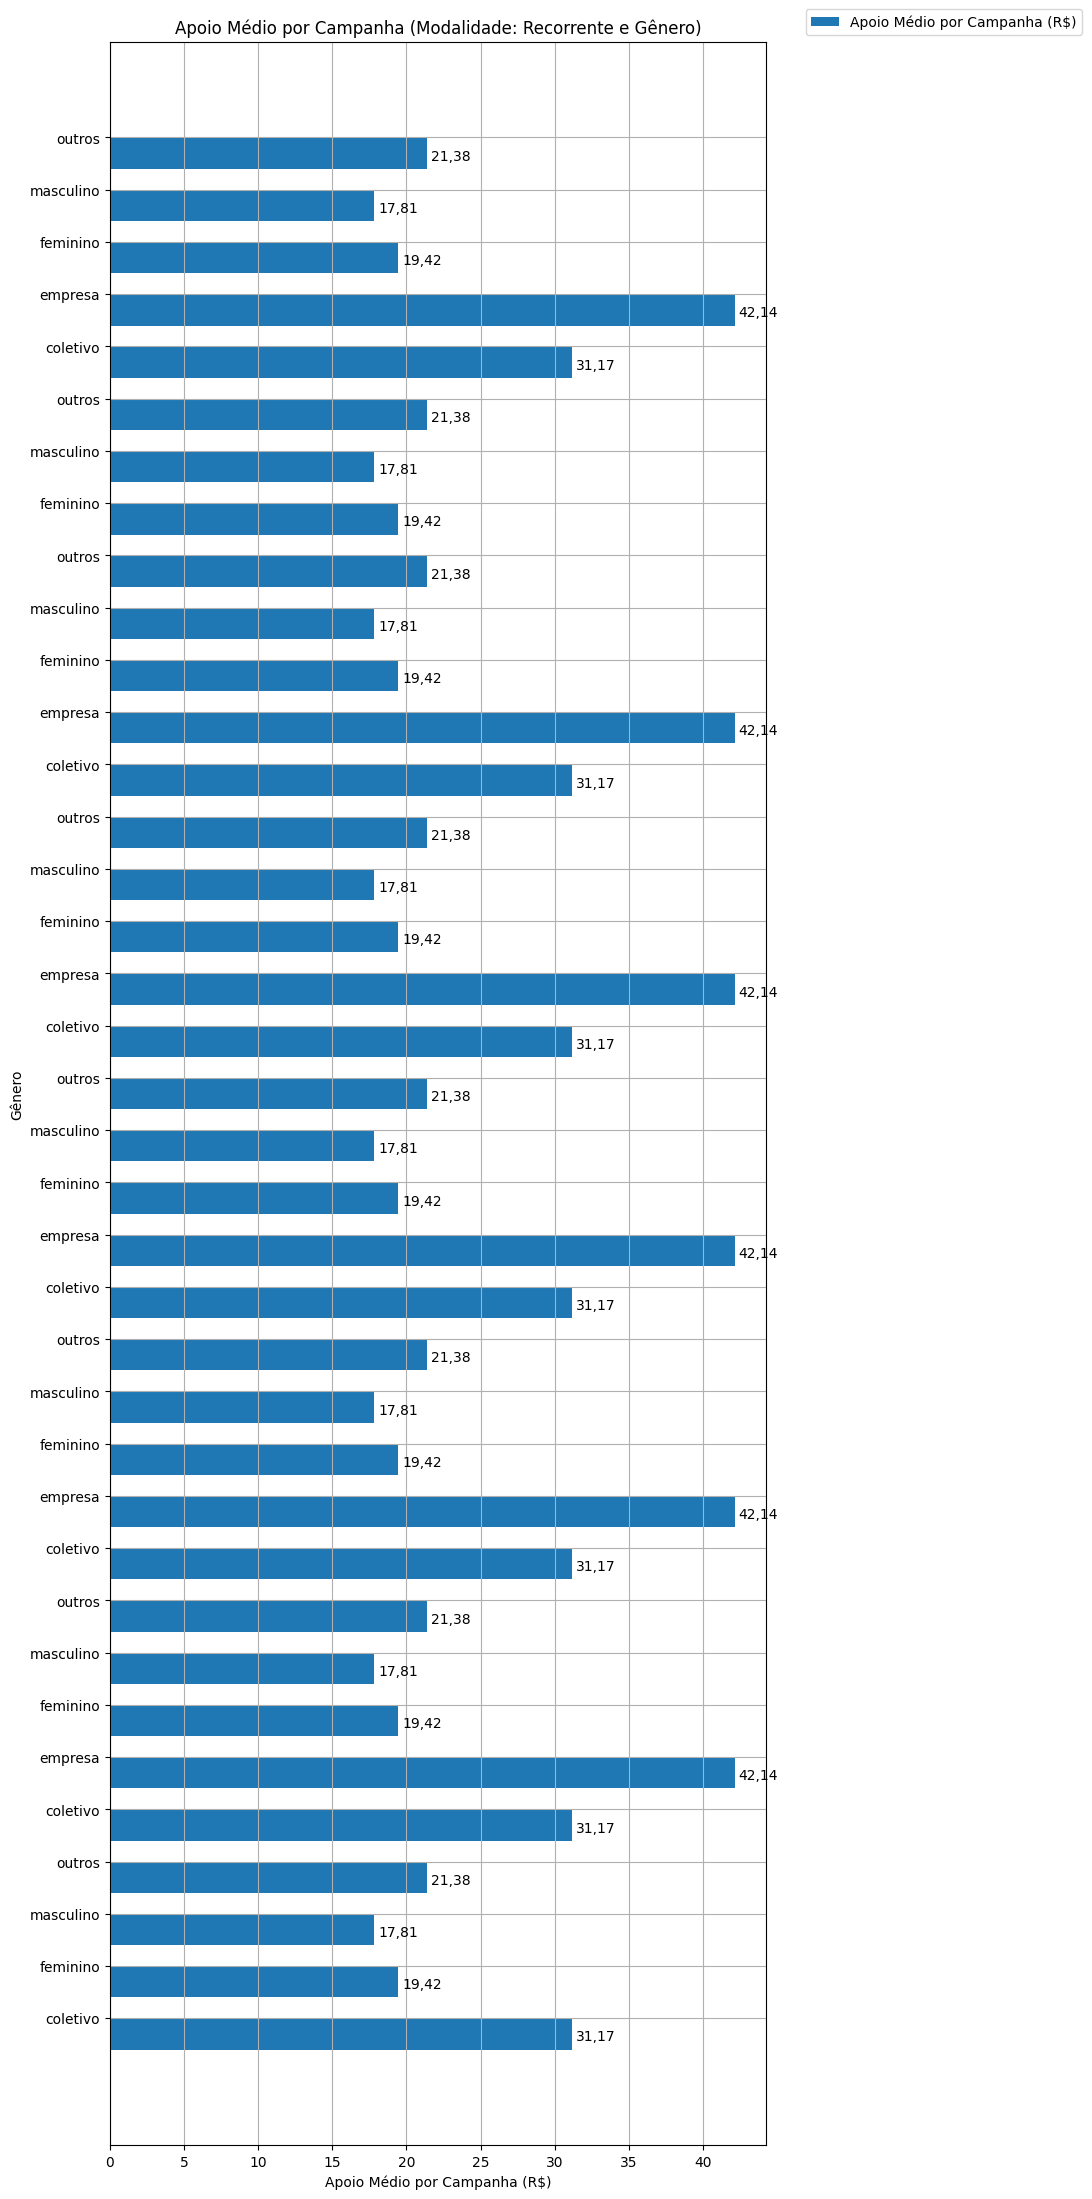 Apoio Médio por Campanha (Modalidade: Recorrente e Gênero)
Apoio Médio por Campanha (R$)
outros 21,38
masculino 17,81
feminino 19,42
empresa 42,14
coletivo 31,17
outros 21,38
masculino 17,81
feminino 19,42
outros 21,38
masculino 17,81
feminino 19,42
empresa 42,14
coletivo 31,17
outros 21,38
masculino 17,81
feminino 19,42
empresa 42,14
coletivo 31,17
outros 21,38
masculino 17,81
feminino 19,42
empresa 42,14
coletivo 31,17
outros 21,38
masculino 17,81
feminino 19,42
empresa 42,14
coletivo 31,17
outros 21,38
masculino 17,81
feminino 19,42
empresa 42,14
coletivo 31,17
outros 21,38
masculino 17,81
feminino 19,42
coletivo 31,17
Gênero
0 5 10 15 20 25 30 35 40
Apoio Médio por Campanha (R$)